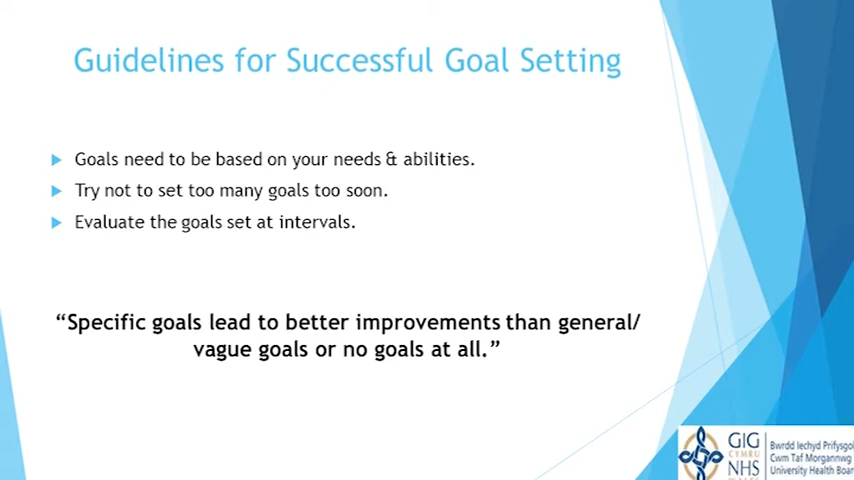 Guidelines for Successful Goal Setting
Goals need to be based on your needs & abilities.
Try not to set too many goals too soon.
Evaluate the goals set at intervals.
“Specific goals lead to better improvements than general/
vague goals or no goals at all.”
GIG
CYMRU
NHS
Bwrdd Iechyd Prifysgol
Cwm Taf Morgannwg
University Health Boar